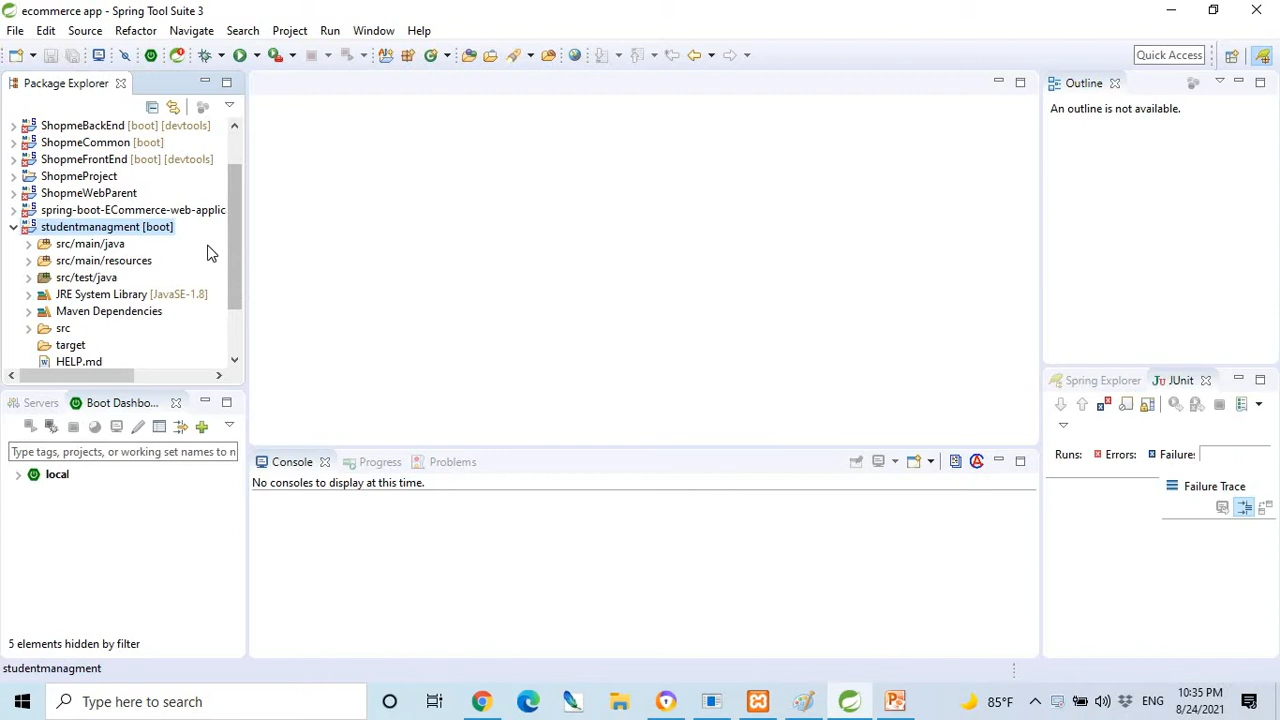 ecommerce app - Spring Tool Suite 3
File Edit Source Refactor Navigate Search Project Run Window Help
Quick Access
Package Explorer
ShopmeBackEnd [boot] [devtools]
ShopmeCommon [boot]
ShopmeFrontEnd [boot] [devtools]
ShopmeProject
ShopmeWebParent
spring-boot-ECommerce-web-applic
studentmanagment [boot]
src/main/java
src/main/resources
src/test/java
JRE System Library [JavaSE-1.8]
Maven Dependencies
src
target
HELP.md
Servers Boot Dashbo...
Type tags, projects, or working set names to n
local
5 elements hidden by filter
Console Progress Problems
No consoles to display at this time.
Outline
An outline is not available.
Spring Explorer JUnit
Runs: Errors: Failure:
Failure Trace
studentmanagment
Type here to search
85°F
ENG
10:35 PM
8/24/2021